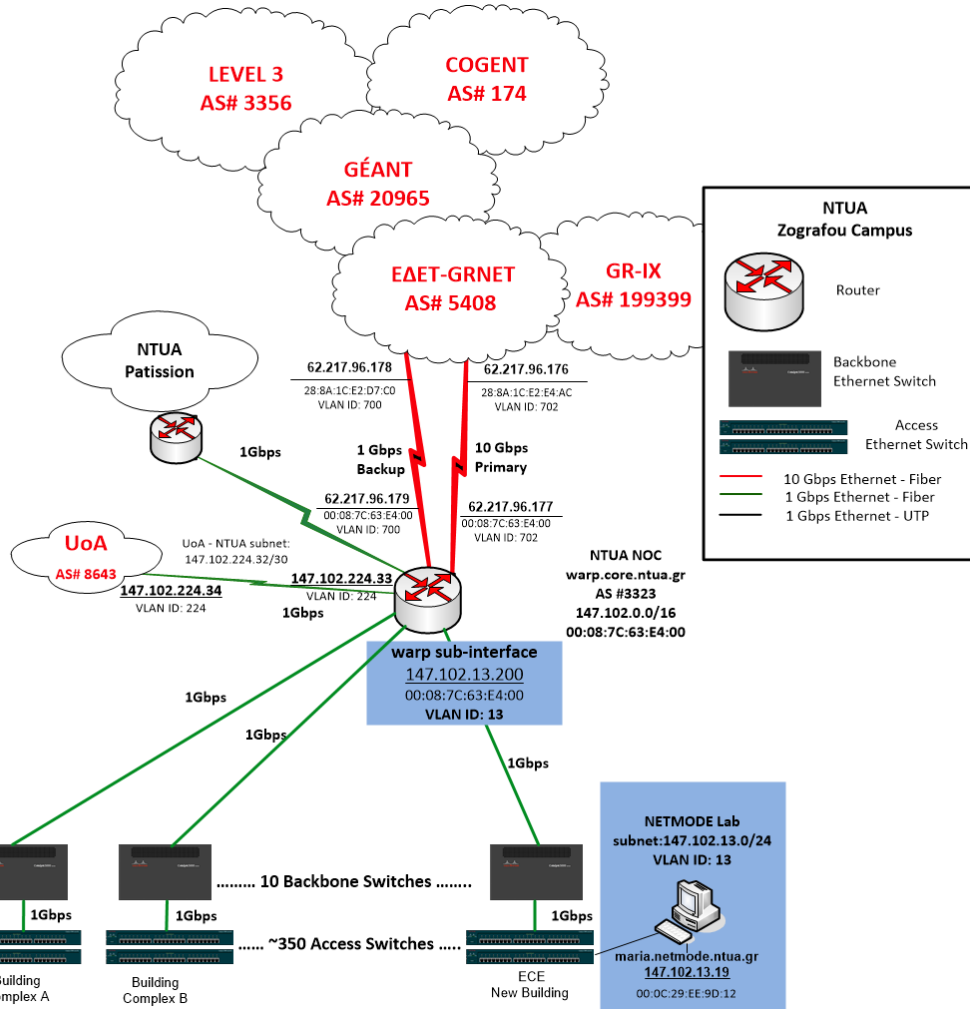 LEVEL 3
AS# 3356
COGENT
AS# 174
GÉANT
AS# 20965
ΕΔΕΤ-GRNET
AS# 5408
GR-IX
AS# 199399
NTUA
Zografou Campus
Router
Backbone
Ethernet Switch
Access
Ethernet Switch
10 Gbps Ethernet - Fiber
1 Gbps Ethernet - Fiber
1 Gbps Ethernet - UTP
NTUA
Patission
62.217.96.178
28:8A:1C:E2:D7:C0
VLAN ID: 700
62.217.96.176
28:8A:1C:E2:E4:AC
VLAN ID: 702
1Gbps
1 Gbps
Backup
10 Gbps
Primary
62.217.96.179
00:08:7C:63:E4:00
VLAN ID: 700
62.217.96.177
00:08:7C:63:E4:00
VLAN ID: 702
UoA
AS# 8643
UoA - NTUA subnet:
147.102.224.32/30
147.102.224.34
VLAN ID: 224
147.102.224.33
VLAN ID: 224
1Gbps
NTUA NOC
warp.core.ntua.gr
AS #3323
147.102.0.0/16
00:08:7C:63:E4:00
warp sub-interface
147.102.13.200
00:08:7C:63:E4:00
VLAN ID: 13
1Gbps
1Gbps
1Gbps
NETMODE Lab
subnet:147.102.13.0/24
VLAN ID: 13
maria.netmode.ntua.gr
147.102.13.19
00:0C:29:EE:9D:12
......... 10 Backbone Switches ........
1Gbps
1Gbps
1Gbps
...... ~350 Access Switches .....
uilding
omplex A
Building
Complex B
ECE
New Building